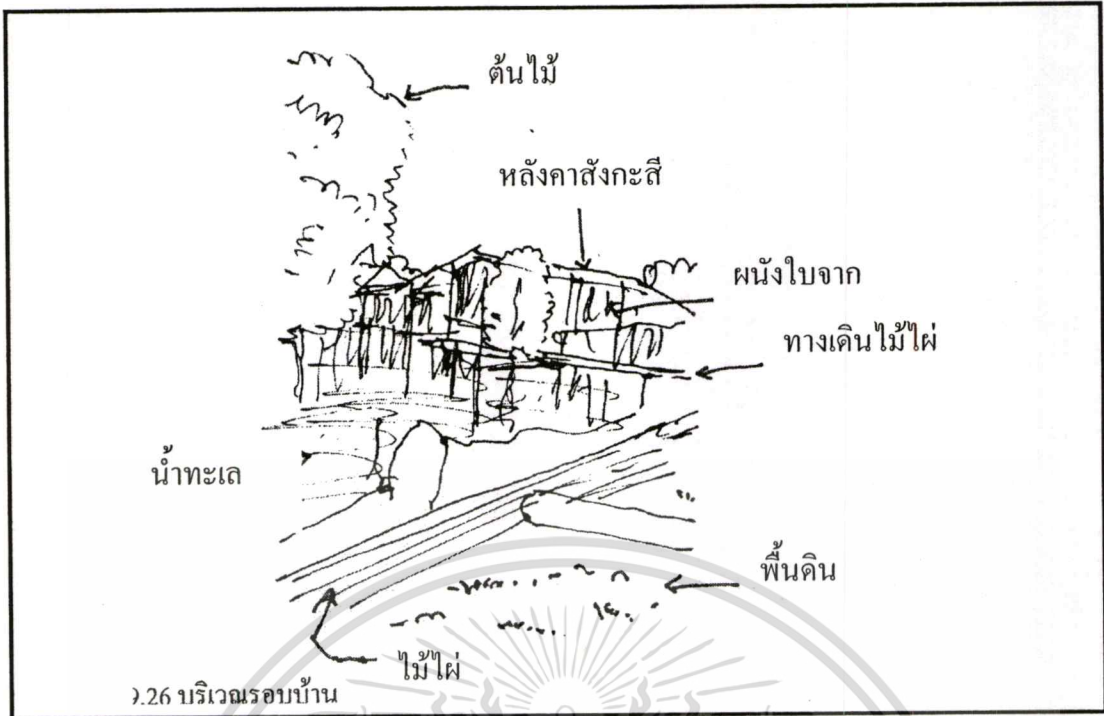 ต้นไม้
หลังคาสังกะสี
ผนังใบจาก
ทางเดินไม้ไผ่
น้ำทะเล
พื้นดิน
ไม้ไผ่
.26 บริเวณรอบบ้าน